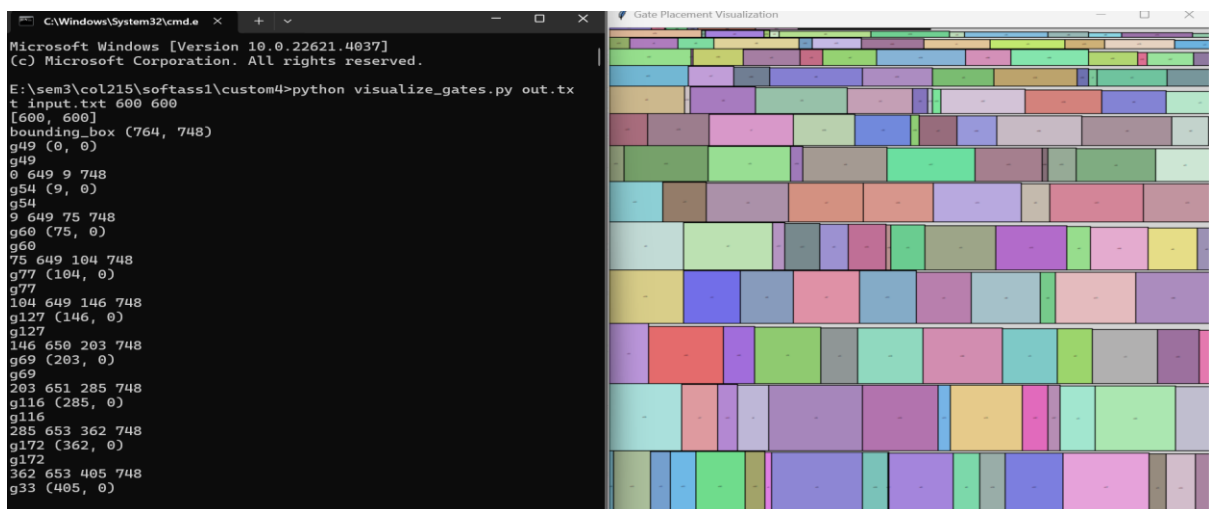 C:\Windows\System32\cmd.e
Microsoft Windows [Version 10.0.22621.4037]
(c) Microsoft Corporation. All rights reserved.
E:\sem3\col215\softass1\custom4>python visualize_gates.py out.tx
t input.txt 600 600
[600, 600]
bounding_box (764, 748)
g49 (0, 0)
g49
0 649 9 748
g54 (9, 0)
g54
9 649 75 748
g60 (75, 0)
g60
75 649 104 748
g77 (104, 0)
g77
104 649 146 748
g127 (146, 0)
g127
146 650 203 748
g69 (203, 0)
g69
203 651 285 748
g116 (285, 0)
g116
285 653 362 748
g172 (362, 0)
g172
362 653 405 748
g33 (405, 0)
Gate Placement Visualization